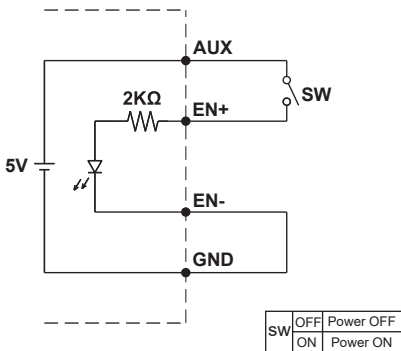 AUX
2KΩ
EN+
SW
5V
EN-
GND
SW OFF Power OFF
ON Power ON